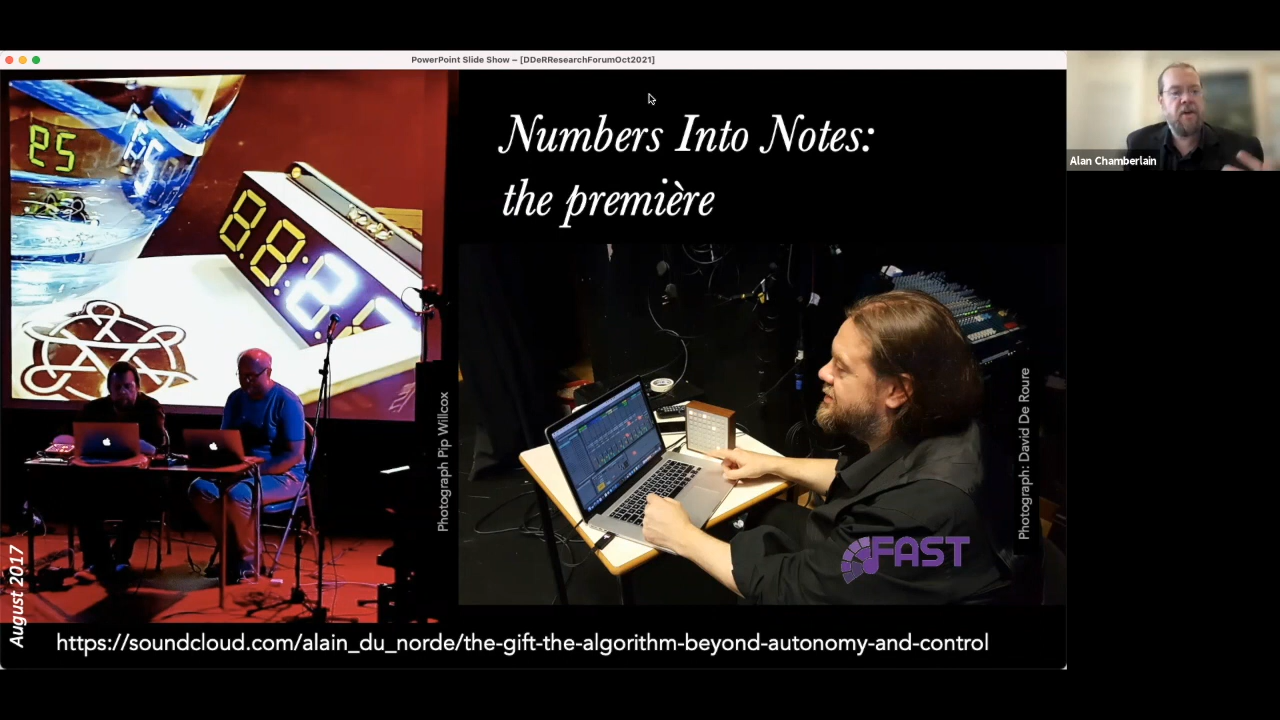 PowerPoint Slide Show – [DDeRResearchForumOct2021]
Numbers Into Notes:
the première
Alan Chamberlain
Photograph Pip Willcox
Photograph: David De Roure
FAST
August 2017
https://soundcloud.com/alain_du_norde/the-gift-the-algorithm-beyond-autonomy-and-control